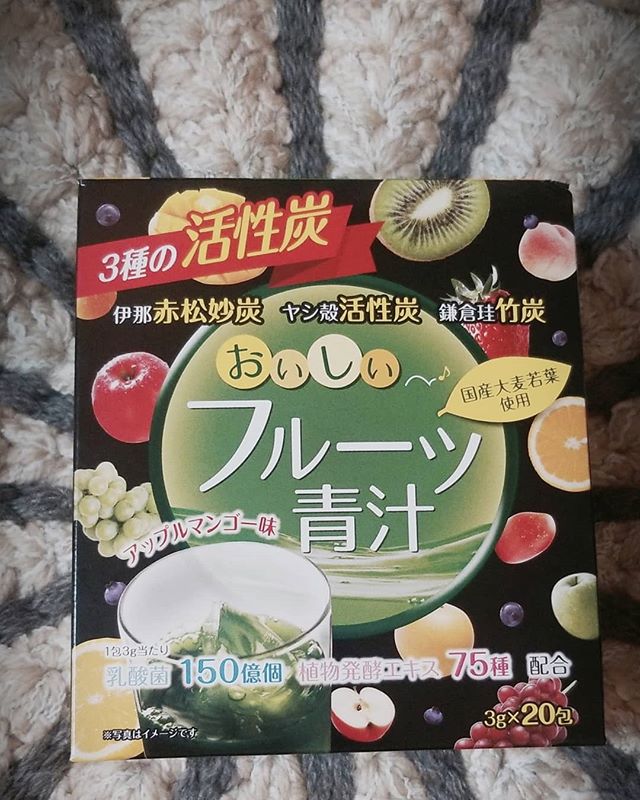 3種の活性炭
伊那赤松妙炭 ヤシ殻活性炭 鎌倉珪竹炭
おいしい〜♪
国産大麦若葉
使用
フルーツ
青汁
アップルマンゴー味
1包3g当たり
乳酸菌 150億個 植物発酵エキス 75種 配合
3g×20包
※写真はイメージです